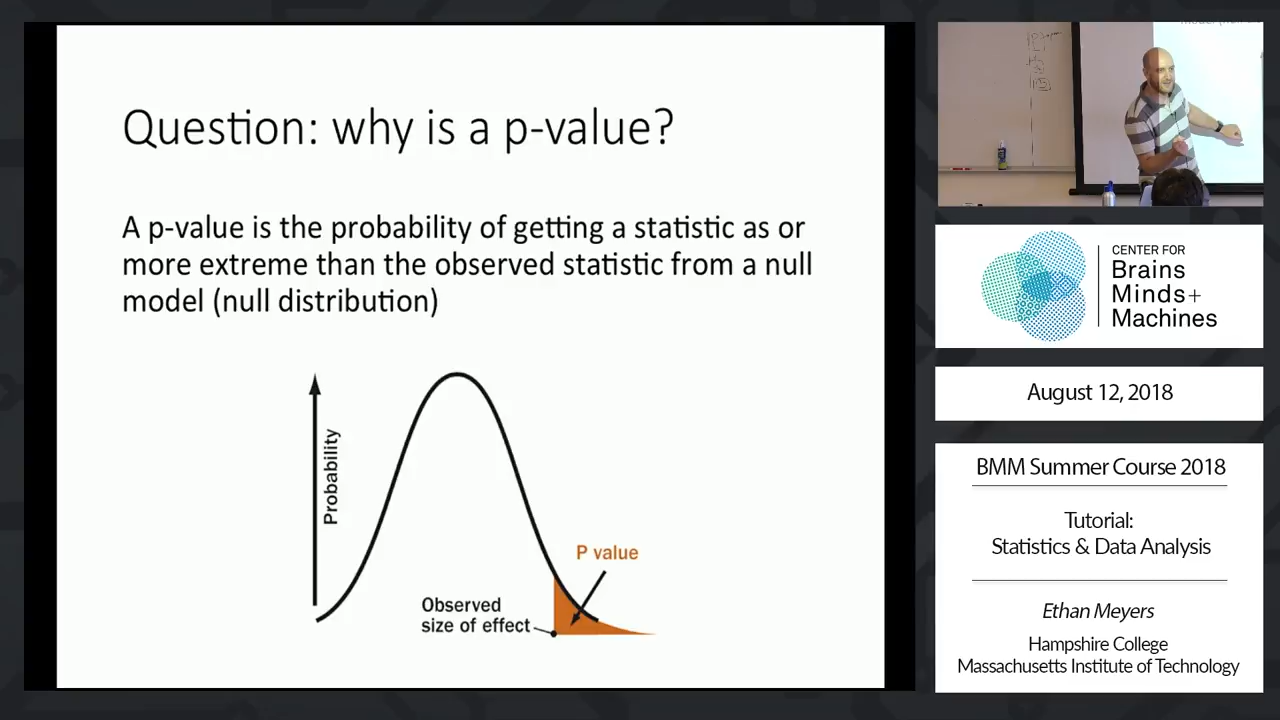 Question: why is a p-value?
A p-value is the probability of getting a statistic as or
more extreme than the observed statistic from a null
model (null distribution)
Probability
P value
Observed
size of effect
CENTER FOR
Brains
Minds+
Machines
August 12, 2018
BMM Summer Course 2018
Tutorial:
Statistics & Data Analysis
Ethan Meyers
Hampshire College
Massachusetts Institute of Technology